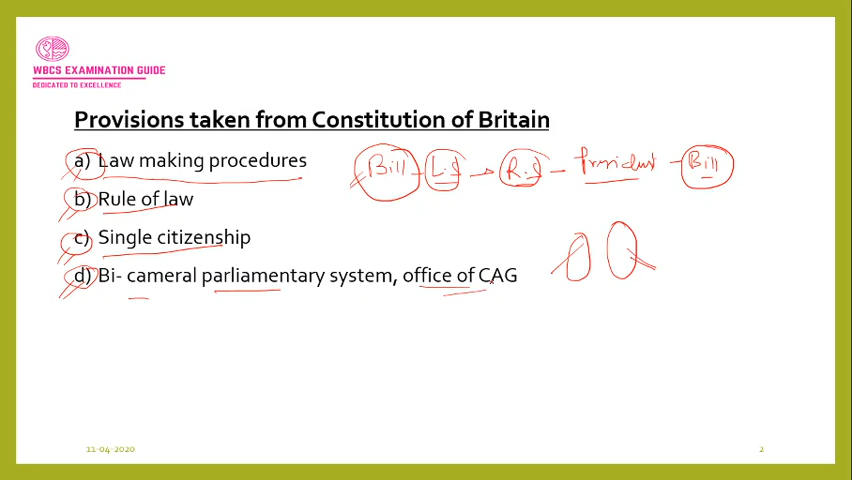 WBCS EXAMINATION GUIDE
DEDICATED TO EXCELLENCE
Provisions taken from Constitution of Britain
a) Law making procedures
Bill - L.S → R.S - President - Bill
b) Rule of law
c) Single citizenship
d) Bi- cameral parliamentary system, office of CAG
11-04-2020
2